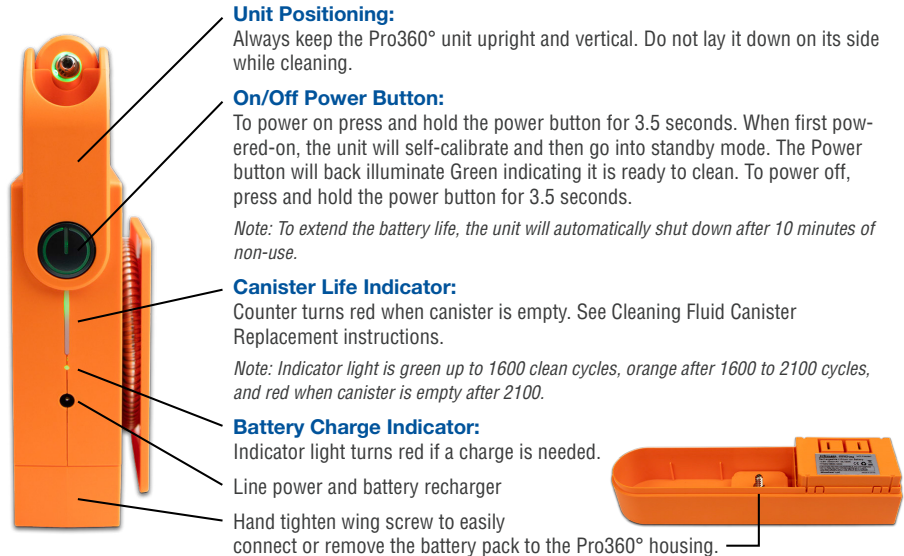 Unit Positioning:
Always keep the Pro360° unit upright and vertical. Do not lay it down on its side
while cleaning.
On/Off Power Button:
To power on press and hold the power button for 3.5 seconds. When first pow-
ered-on, the unit will self-calibrate and then go into standby mode. The Power
button will back illuminate Green indicating it is ready to clean. To power off,
press and hold the power button for 3.5 seconds.
Note: To extend the battery life, the unit will automatically shut down after 10 minutes of
non-use.
Canister Life Indicator:
Counter turns red when canister is empty. See Cleaning Fluid Canister
Replacement instructions.
Note: Indicator light is green up to 1600 clean cycles, orange after 1600 to 2100 cycles,
and red when canister is empty after 2100.
Battery Charge Indicator:
Indicator light turns red if a charge is needed.
Line power and battery recharger
Hand tighten wing screw to easily
connect or remove the battery pack to the Pro360° housing.